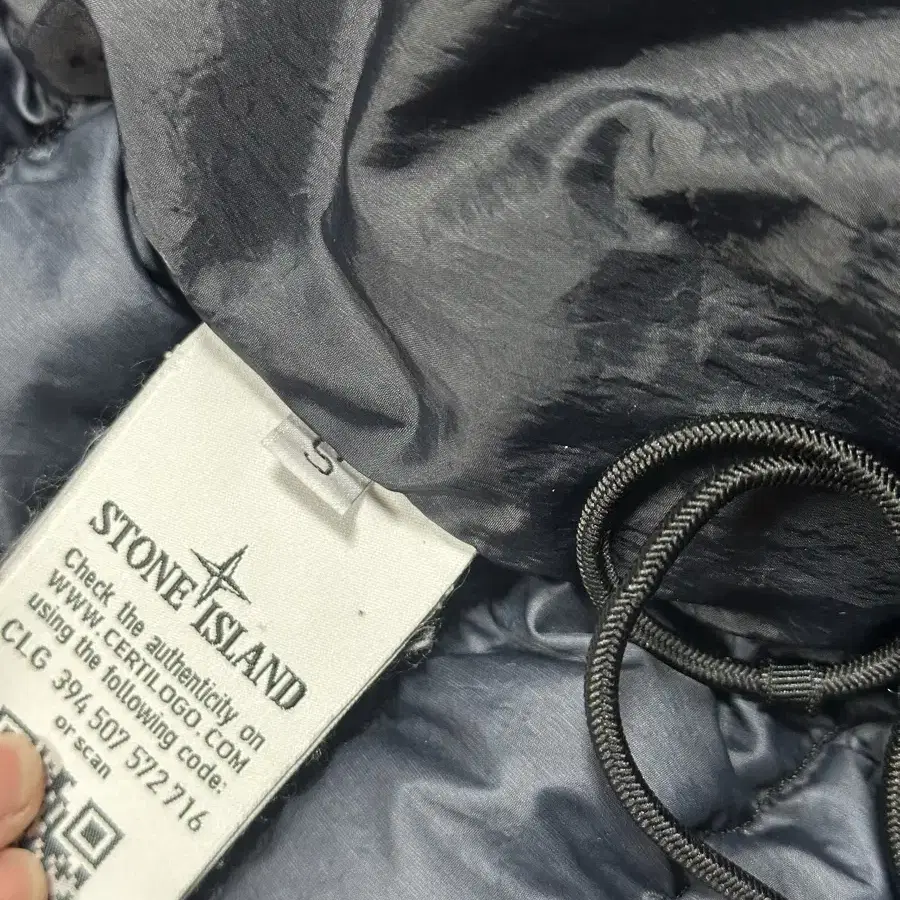 S
STONE ISLAND
Check the authenticity on
WWW.CERTILOGO.COM
using the following code:
CLG 394 507 572 716
or scan